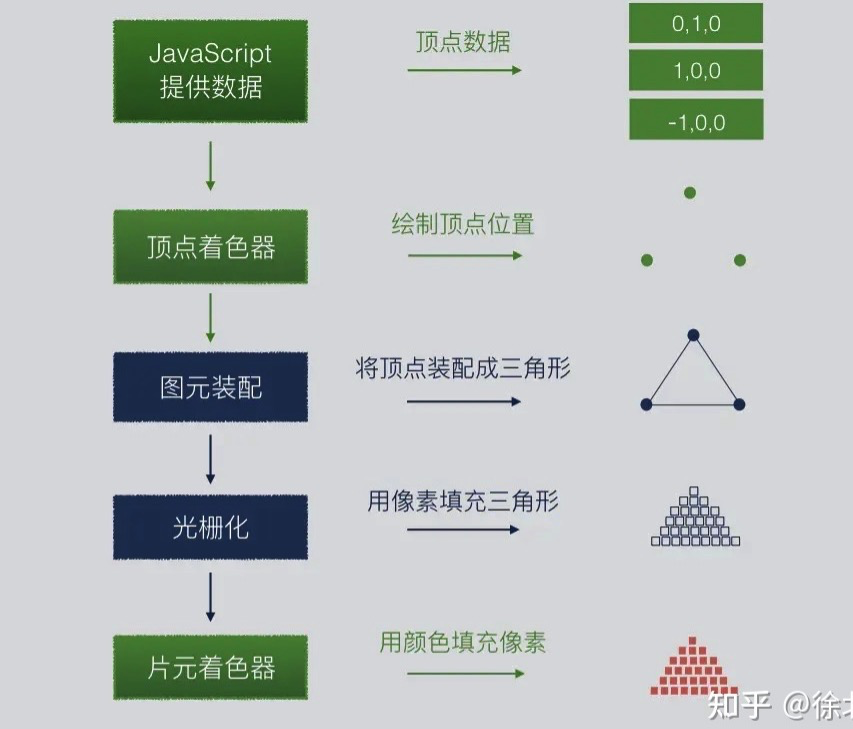 JavaScript
提供数据
顶点数据
0,1,0
1,0,0
-1,0,0
顶点着色器
绘制顶点位置
图元装配
将顶点装配成三角形
光栅化
用像素填充三角形
片元着色器
用颜色填充像素
知乎 @徐